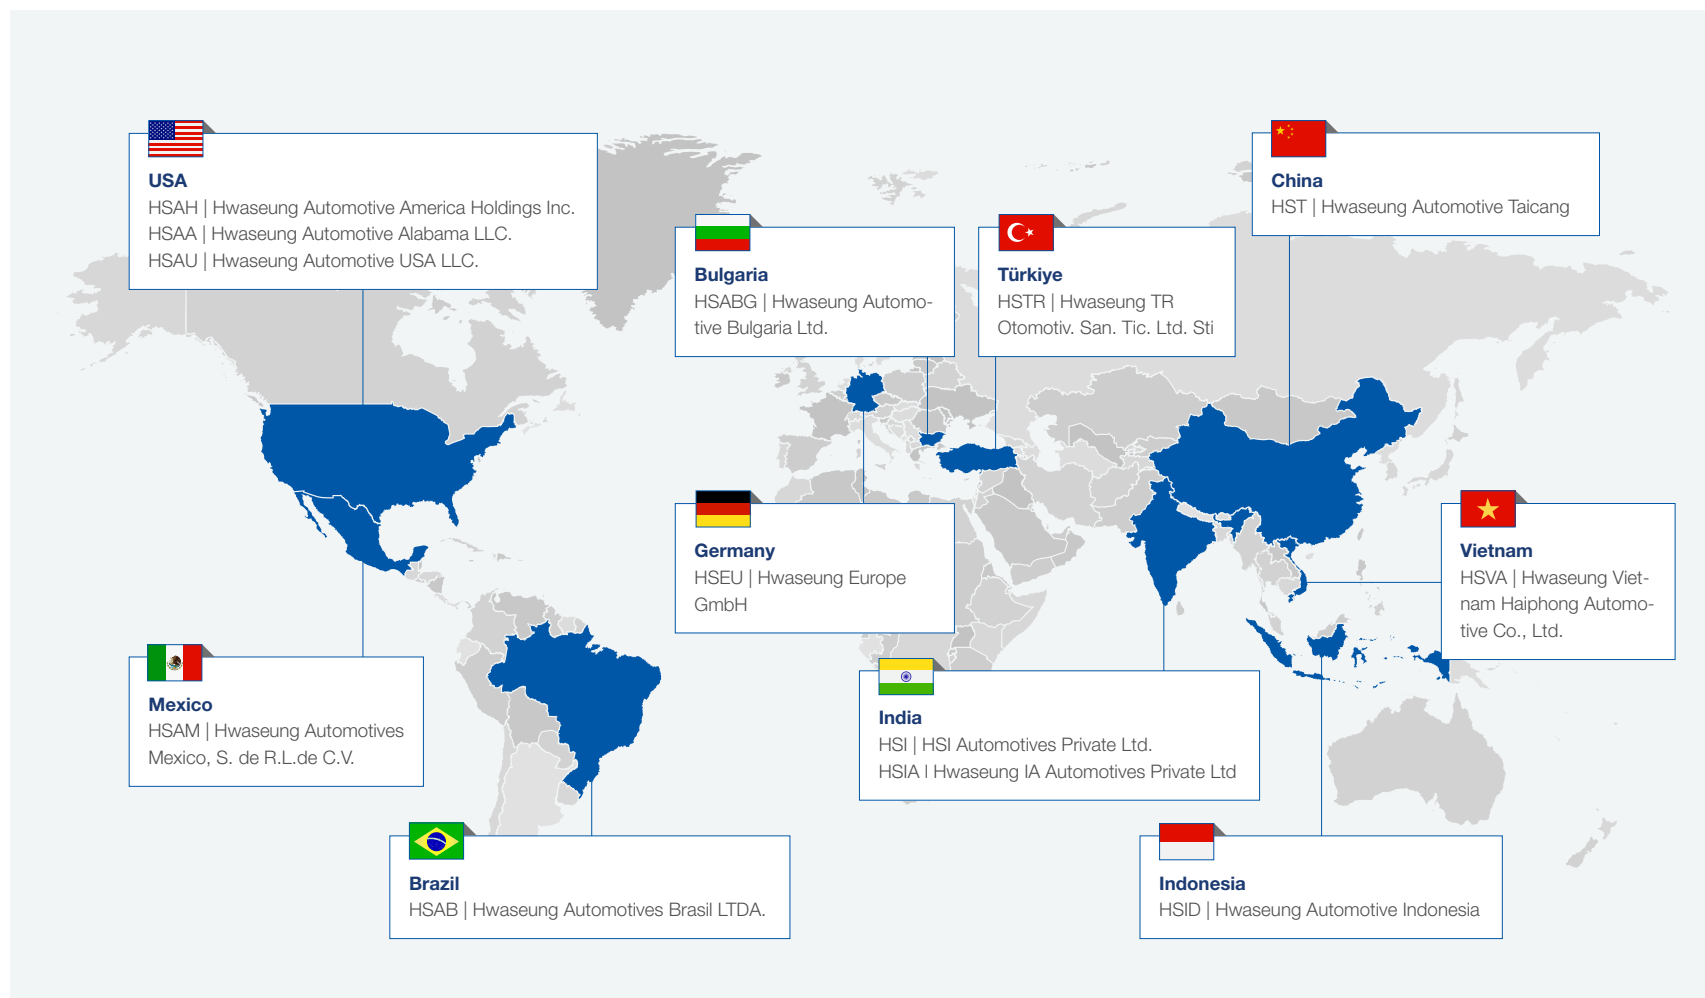 USA
HSAH | Hwaseung Automotive America Holdings Inc.
HSAA | Hwaseung Automotive Alabama LLC.
HSAU | Hwaseung Automotive USA LLC.
China
HST | Hwaseung Automotive Taicang
Bulgaria
HSABG | Hwaseung Automo-
tive Bulgaria Ltd.
Türkiye
HSTR | Hwaseung TR
Otomotiv. San. Tic. Ltd. Sti
Germany
HSEU | Hwaseung Europe
GmbH
Vietnam
HSVA | Hwaseung Viet-
nam Haiphong Automo-
tive Co., Ltd.
Mexico
HSAM | Hwaseung Automotives
Mexico, S. de R.L.de C.V.
India
HSI | HSI Automotives Private Ltd.
HSIA l Hwaseung IA Automotives Private Ltd
Brazil
HSAB | Hwaseung Automotives Brasil LTDA.
Indonesia
HSID | Hwaseung Automotive Indonesia